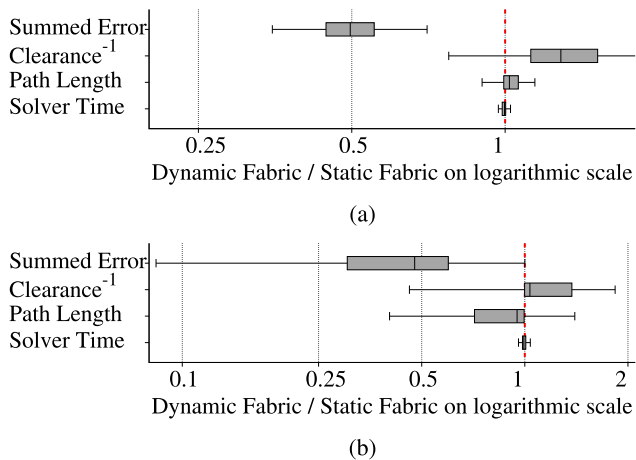 Summed Error
Clearance⁻¹
Path Length
Solver Time
0.25 0.5 1
Dynamic Fabric / Static Fabric on logarithmic scale
(a)
Summed Error
Clearance⁻¹
Path Length
Solver Time
0.1 0.25 0.5 1 2
Dynamic Fabric / Static Fabric on logarithmic scale
(b)